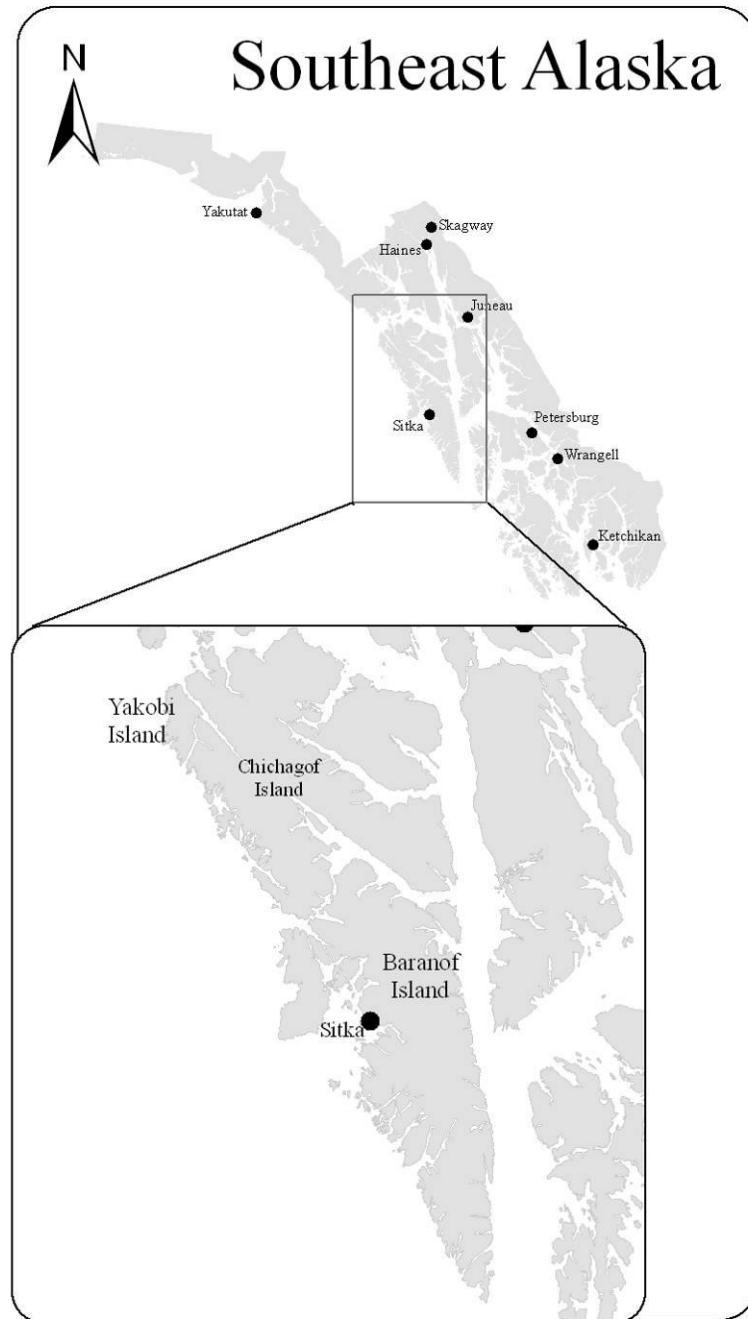 Southeast Alaska
N
Yakutat
Skagway
Haines
Juneau
Sitka
Petersburg
Wrangell
Ketchikan
Yakobi
Island
Chichagof
Island
Baranof
Island
Sitka